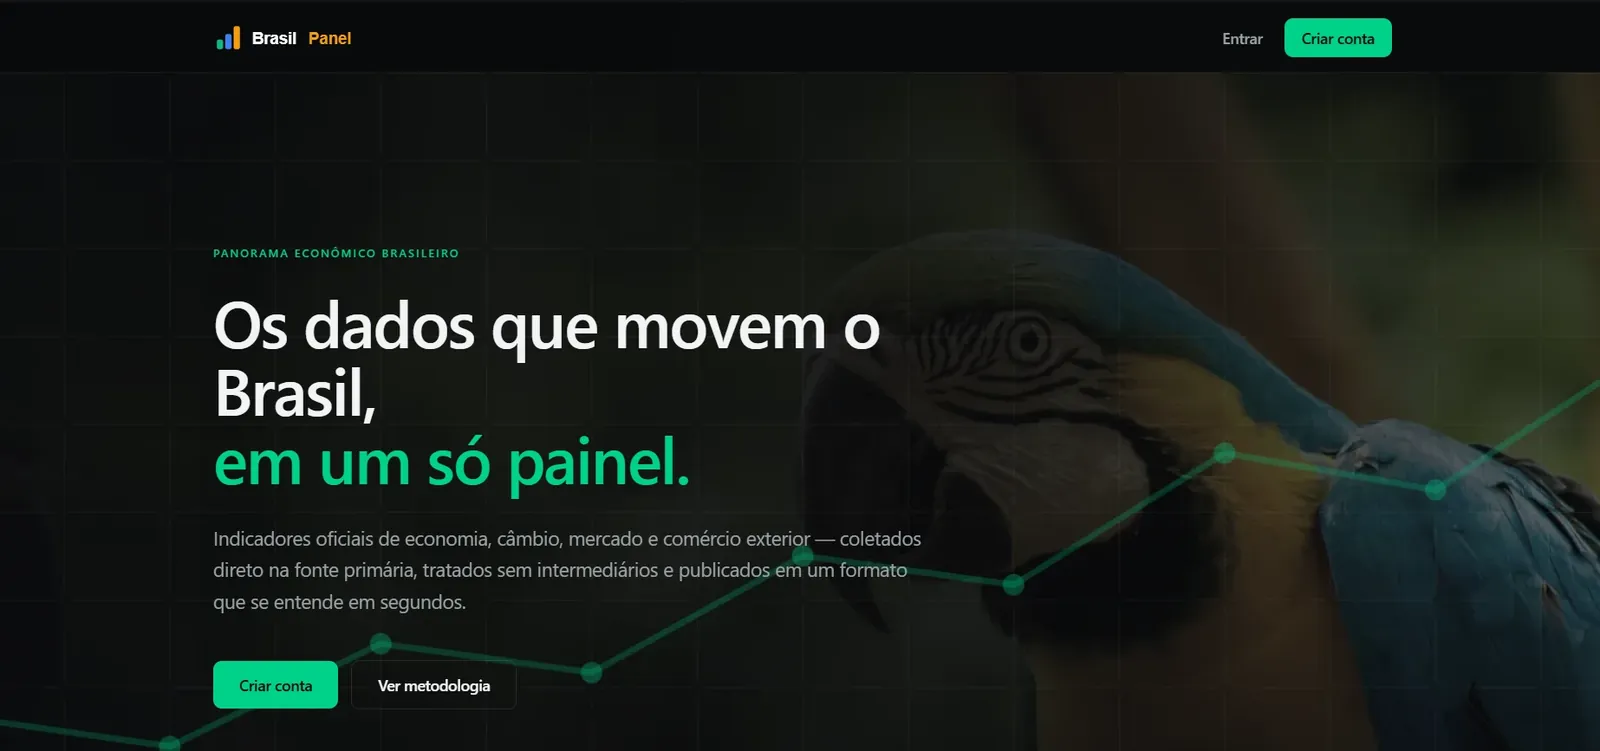 Brasil Panel
Entrar
Criar conta
PANORAMA ECONÔMICO BRASILEIRO
Os dados que movem o
Brasil,
em um só painel.
Indicadores oficiais de economia, câmbio, mercado e comércio exterior — coletados
direto na fonte primária, tratados sem intermediários e publicados em um formato
que se entende em segundos.
Criar conta
Ver metodologia